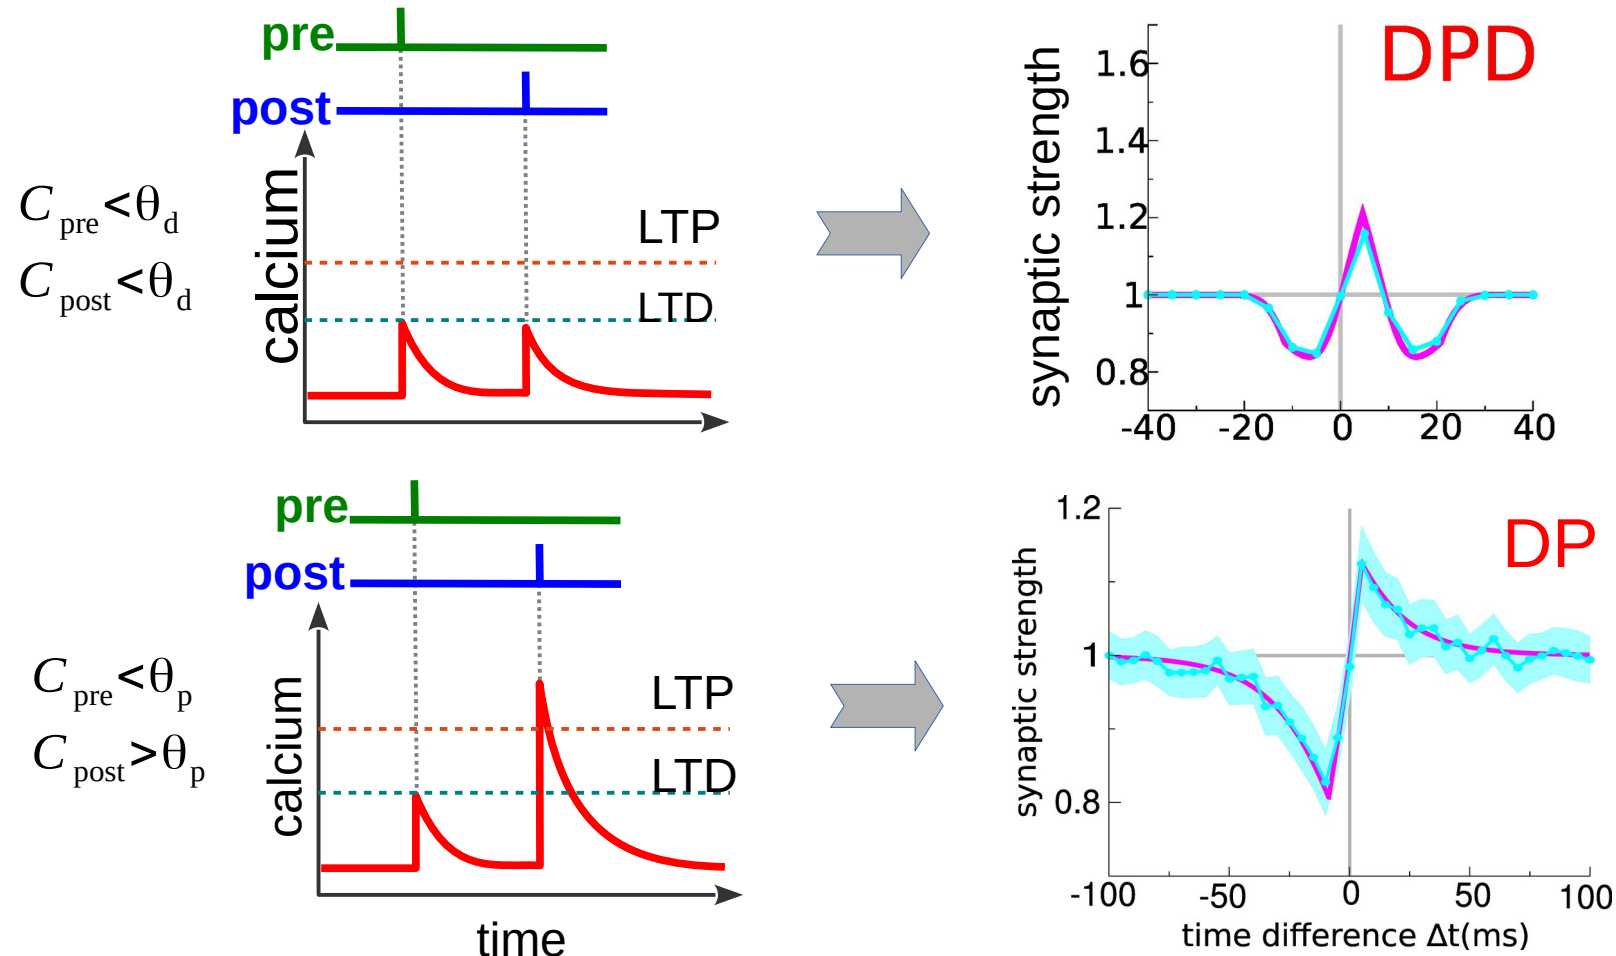 pre
post
C pre<θd
C post<θd
calcium
LTP
LTD
DPD
synaptic strength
1.6
1.4
1.2
1
0.8
-40 -20 0 20 40
pre
post
C pre<θp
C post>θp
calcium
LTP
LTD
time
DP
synaptic strength
1.2
1
0.8
-100 -50 0 50 100
time difference Δt(ms)